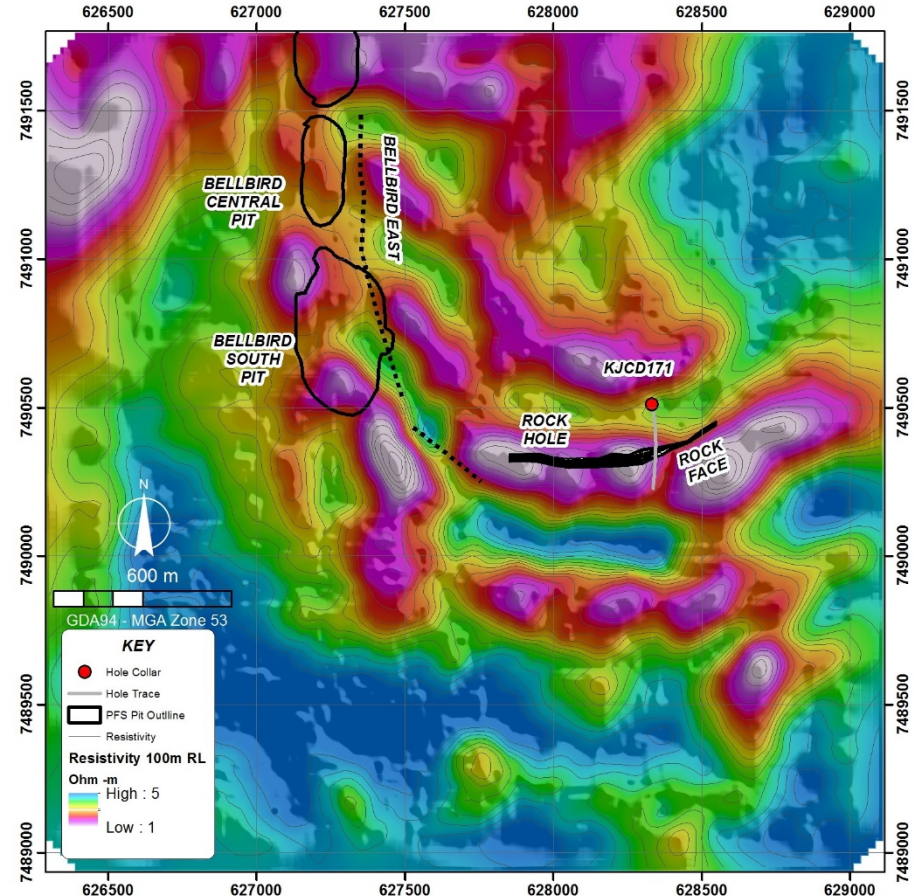 626500 627000 627500 628000 628500 629000
7491500
7491500
BELLBIRD
CENTRAL
PIT
BELLBIRD EAST
7491000
7491000
BELLBIRD
SOUTH
PIT
KJCD171
7490500
7490500
ROCK
HOLE
ROCK
FACE
N
7490000
7490000
600 m
GDA94 - MGA Zone 53
KEY
Hole Collar
Hole Trace
PFS Pit Outlline
Resistivity
Resistivity 100m RL
Ohm -m
High : 5
Low : 1
7489500
7489500
7489000
7489000
626500 627000 627500 628000 628500 629000